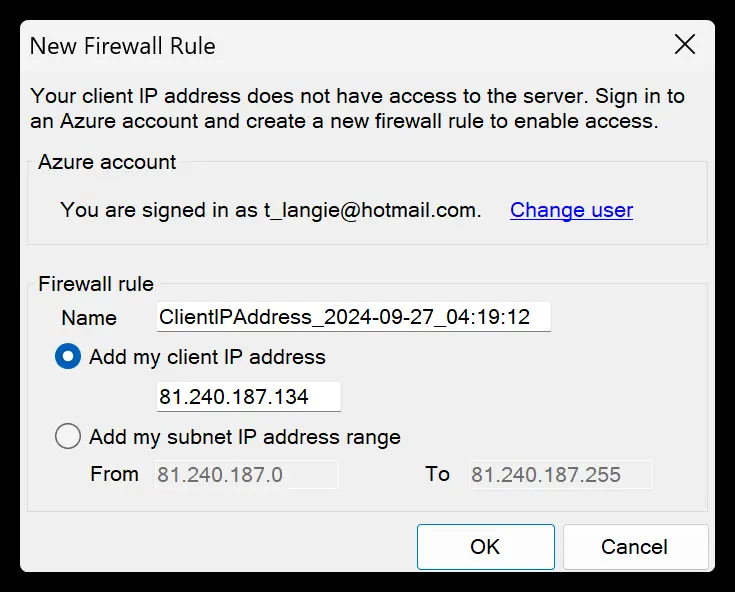 New Firewall Rule
Your client IP address does not have access to the server. Sign in to
an Azure account and create a new firewall rule to enable access.
Azure account
You are signed in as t_langie@hotmail.com. Change user
Firewall rule
Name ClientIPAddress_2024-09-27_04:19:12
Add my client IP address
81.240.187.134
Add my subnet IP address range
From 81.240.187.0 To 81.240.187.255
OK Cancel